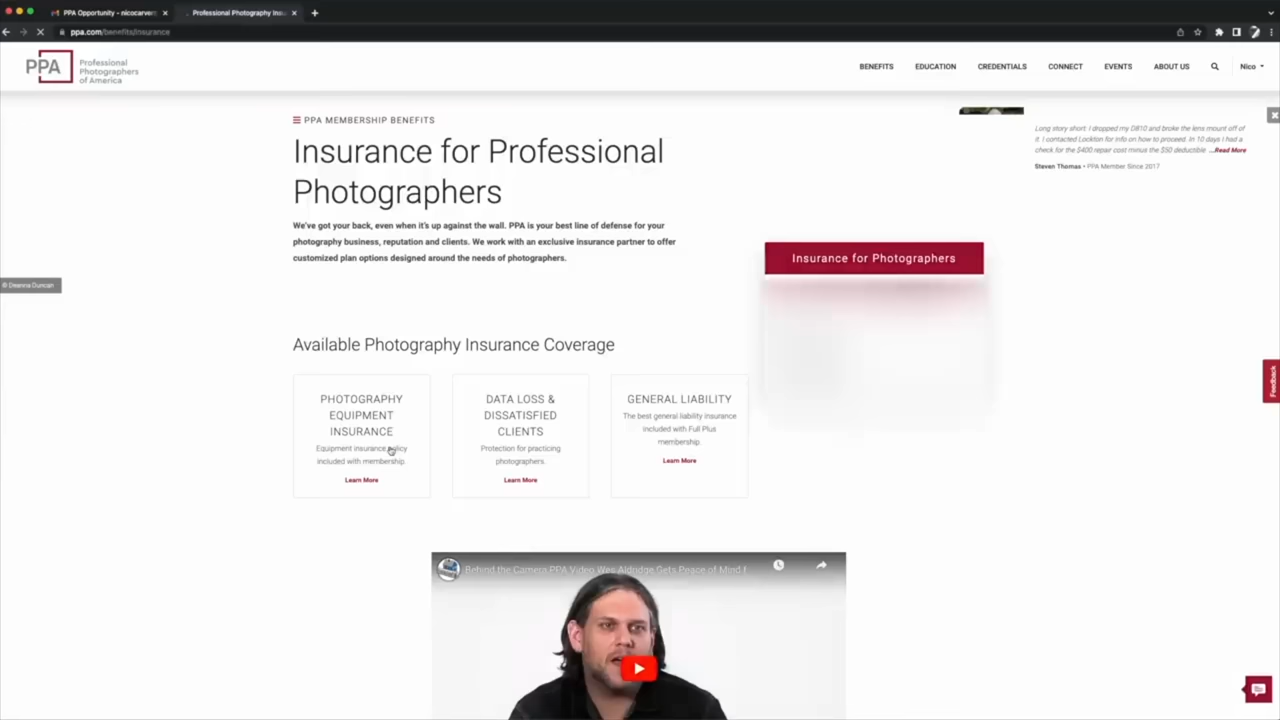 PPA Opportunity - nicocarver
Professional Photography Insu
ppa.com/benefits/insurance
PPA
Professional
Photographers
of America
BENEFITS
EDUCATION
CREDENTIALS
CONNECT
EVENTS
ABOUT US
Nico
PPA MEMBERSHIP BENEFITS
Insurance for Professional
Photographers
We've got your back, even when it's up against the wall. PPA is your best line of defense for your
photography business, reputation and clients. We work with an exclusive insurance partner to offer
customized plan options designed around the needs of photographers.
Long story short: I dropped my D810 and broke the lens mount off of
it. I contacted Lockton for info on how to proceed. In 10 days I had a
check for the $400 repair cost minus the $50 deductible ...Read More
Steven Thomas • PPA Member Since 2017
Insurance for Photographers
© Deanna Duncan
Available Photography Insurance Coverage
PHOTOGRAPHY
EQUIPMENT
INSURANCE
Equipment insurance policy
included with membership.
Learn More
DATA LOSS &
DISSATISFIED
CLIENTS
Protection for practicing
photographers.
Learn More
GENERAL LIABILITY
The best general liability insurance
included with Full Plus
membership.
Learn More
Feedback
Behind the Camera PPA Video Wes Aldridge Gets Peace of Mind